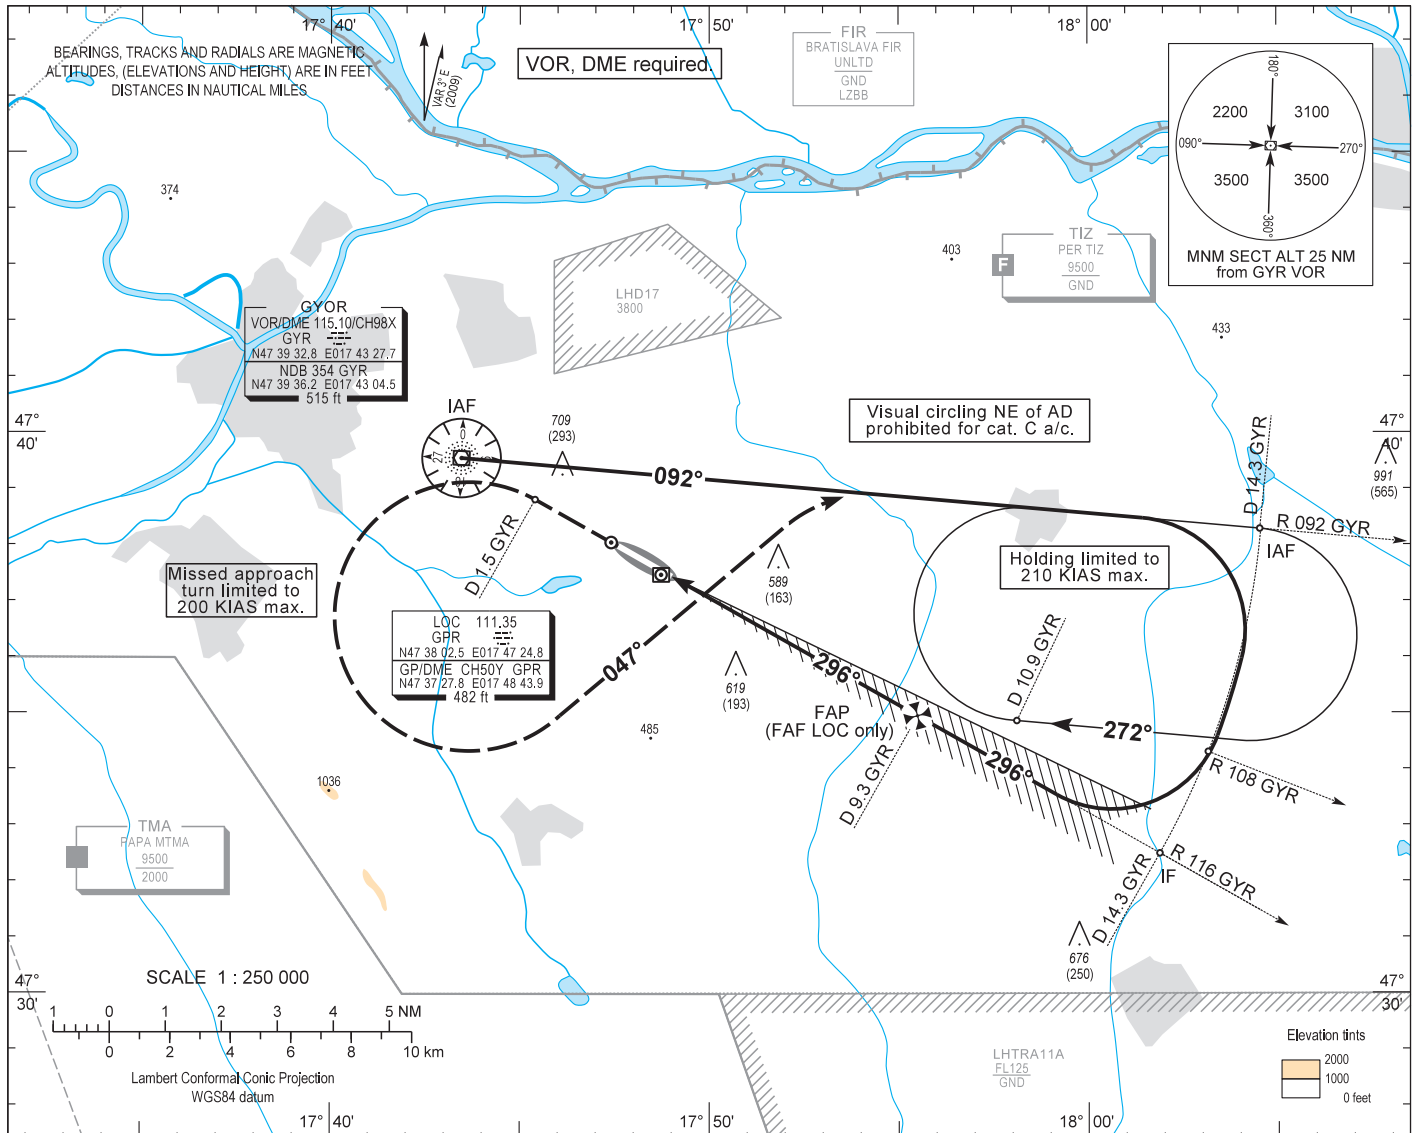 17° 40'
17° 50'
18° 00'
BEARINGS, TRACKS AND RADIALS ARE MAGNETIC
ALTITUDES, (ELEVATIONS AND HEIGHT) ARE IN FEET
DISTANCES IN NAUTICAL MILES
VAR 3° E
(2009)
VOR, DME required.
FIR
BRATISLAVA FIR
UNLTD
GND
LZBB
180°
2200
3100
090°
270°
3500
3500
360°
MNM SECT ALT 25 NM
from GYR VOR
374
403
TIZ
PER TIZ
9500
GND
F
LHD17
3800
433
GYOR
VOR/DME 115.10/CH98X
GYR
N47 39 32.8 E017 43 27.7
NDB 354 GYR
N47 39 36.2 E017 43 04.5
515 ft
IAF
0
27
18
9
709
(293)
Visual circling NE of AD
prohibited for cat. C a/c.
47°
40'
47°
40'
991
(565)
092°
D 14.3 GYR
R 092 GYR
IAF
D 1.5 GYR
Missed approach
turn limited to
200 KIAS max.
Holding limited to
210 KIAS max.
589
(163)
LOC 111.35
GPR
N47 38 02.5 E017 47 24.8
GP/DME CH50Y GPR
N47 37 27.8 E017 48 43.9
482 ft
047°
296°
D 10.9 GYR
619
(193)
FAP
(FAF LOC only)
272°
485
296°
D 9.3 GYR
R 108 GYR
1036
TMA
PAPA MTMA
9500
2000
R 116 GYR
IF
D 14.3 GYR
676
(250)
SCALE 1 : 250 000
47°
30'
47°
30'
1 0 1 2 3 4 5 NM
0 2 4 6 8 10 km
Lambert Conformal Conic Projection
WGS84 datum
LHTRA11A
FL125
GND
Elevation tints
2000
1000
0 feet
17° 40'
17° 50'
18° 00'